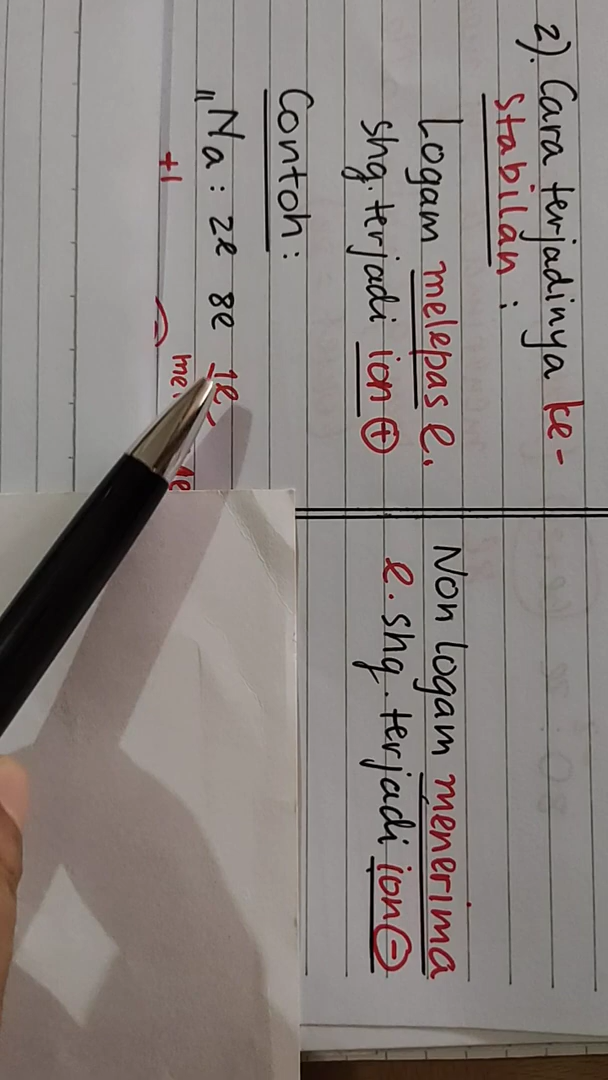 2). Cara terjadinya ke-
stabilan :
Logam melepas e.
shg. terjadi ion ⊕
Contoh :
₁₁Na : 2e 8e 1e
+1
Non Logam menerima
e. shg. terjadi ion ⊖